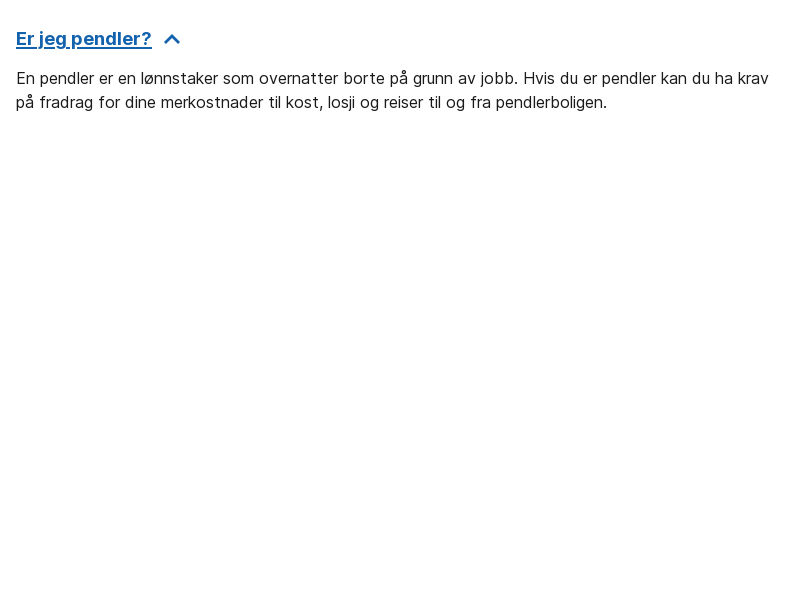 Er jeg pendler?
En pendler er en lønnstaker som overnatter borte på grunn av jobb. Hvis du er pendler kan du ha krav
på fradrag for dine merkostnader til kost, losji og reiser til og fra pendlerboligen.